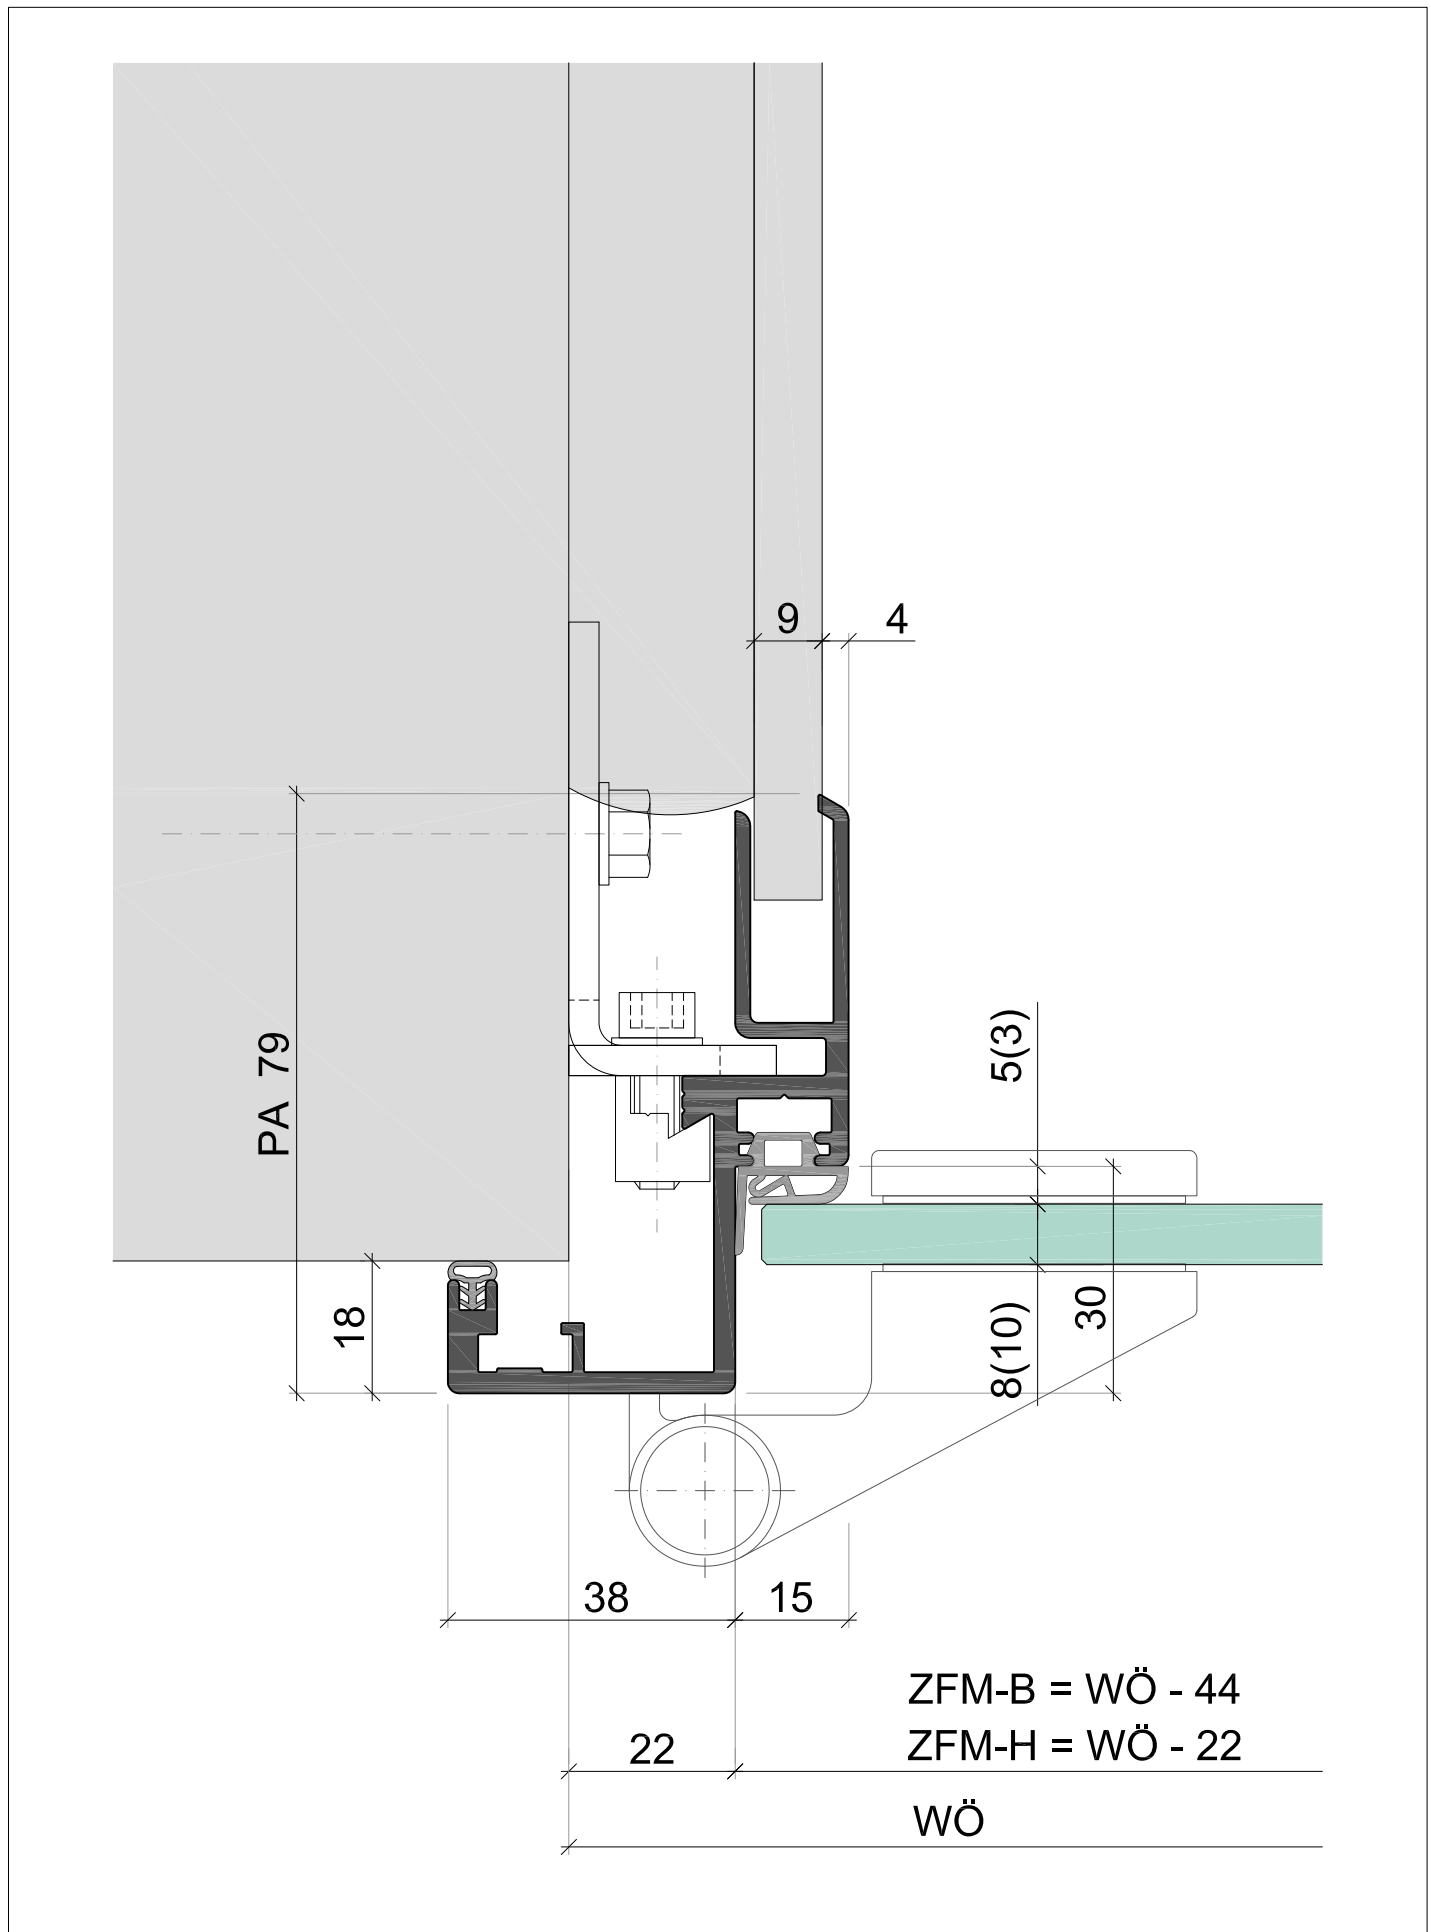 9
4
5(3)
PA 79
18
8(10)
30
38
15
ZFM-B = WÖ - 44
22
ZFM-H = WÖ - 22
WÖ